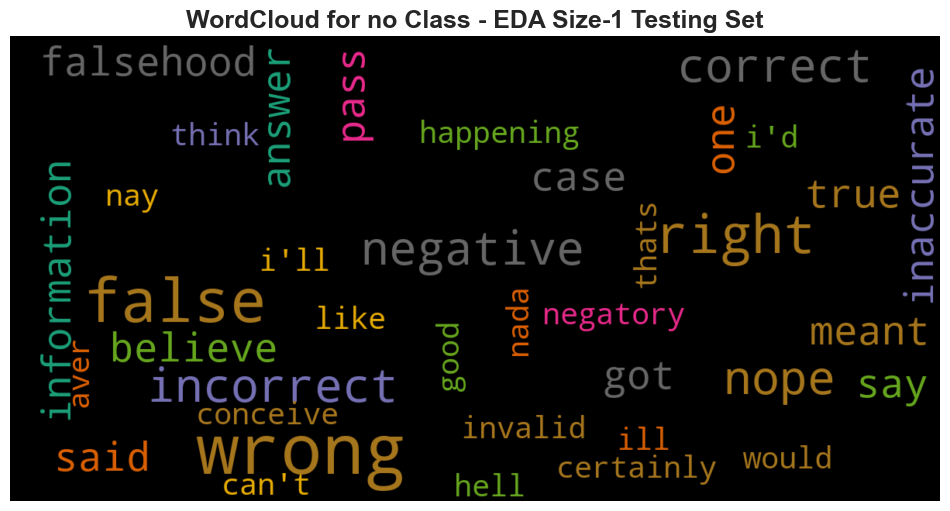 WordCloud for no Class - EDA Size-1 Testing Set
falsehood
answer
pass
correct
think
happening
one
i'd
inaccurate
nay
case
true
information
thats
right
i'll
negative
false
like
nada
negatory
meant
believe
good
aver
incorrect
got
nope
say
conceive
wrong
invalid
ill
said
certainly
would
can't
hell